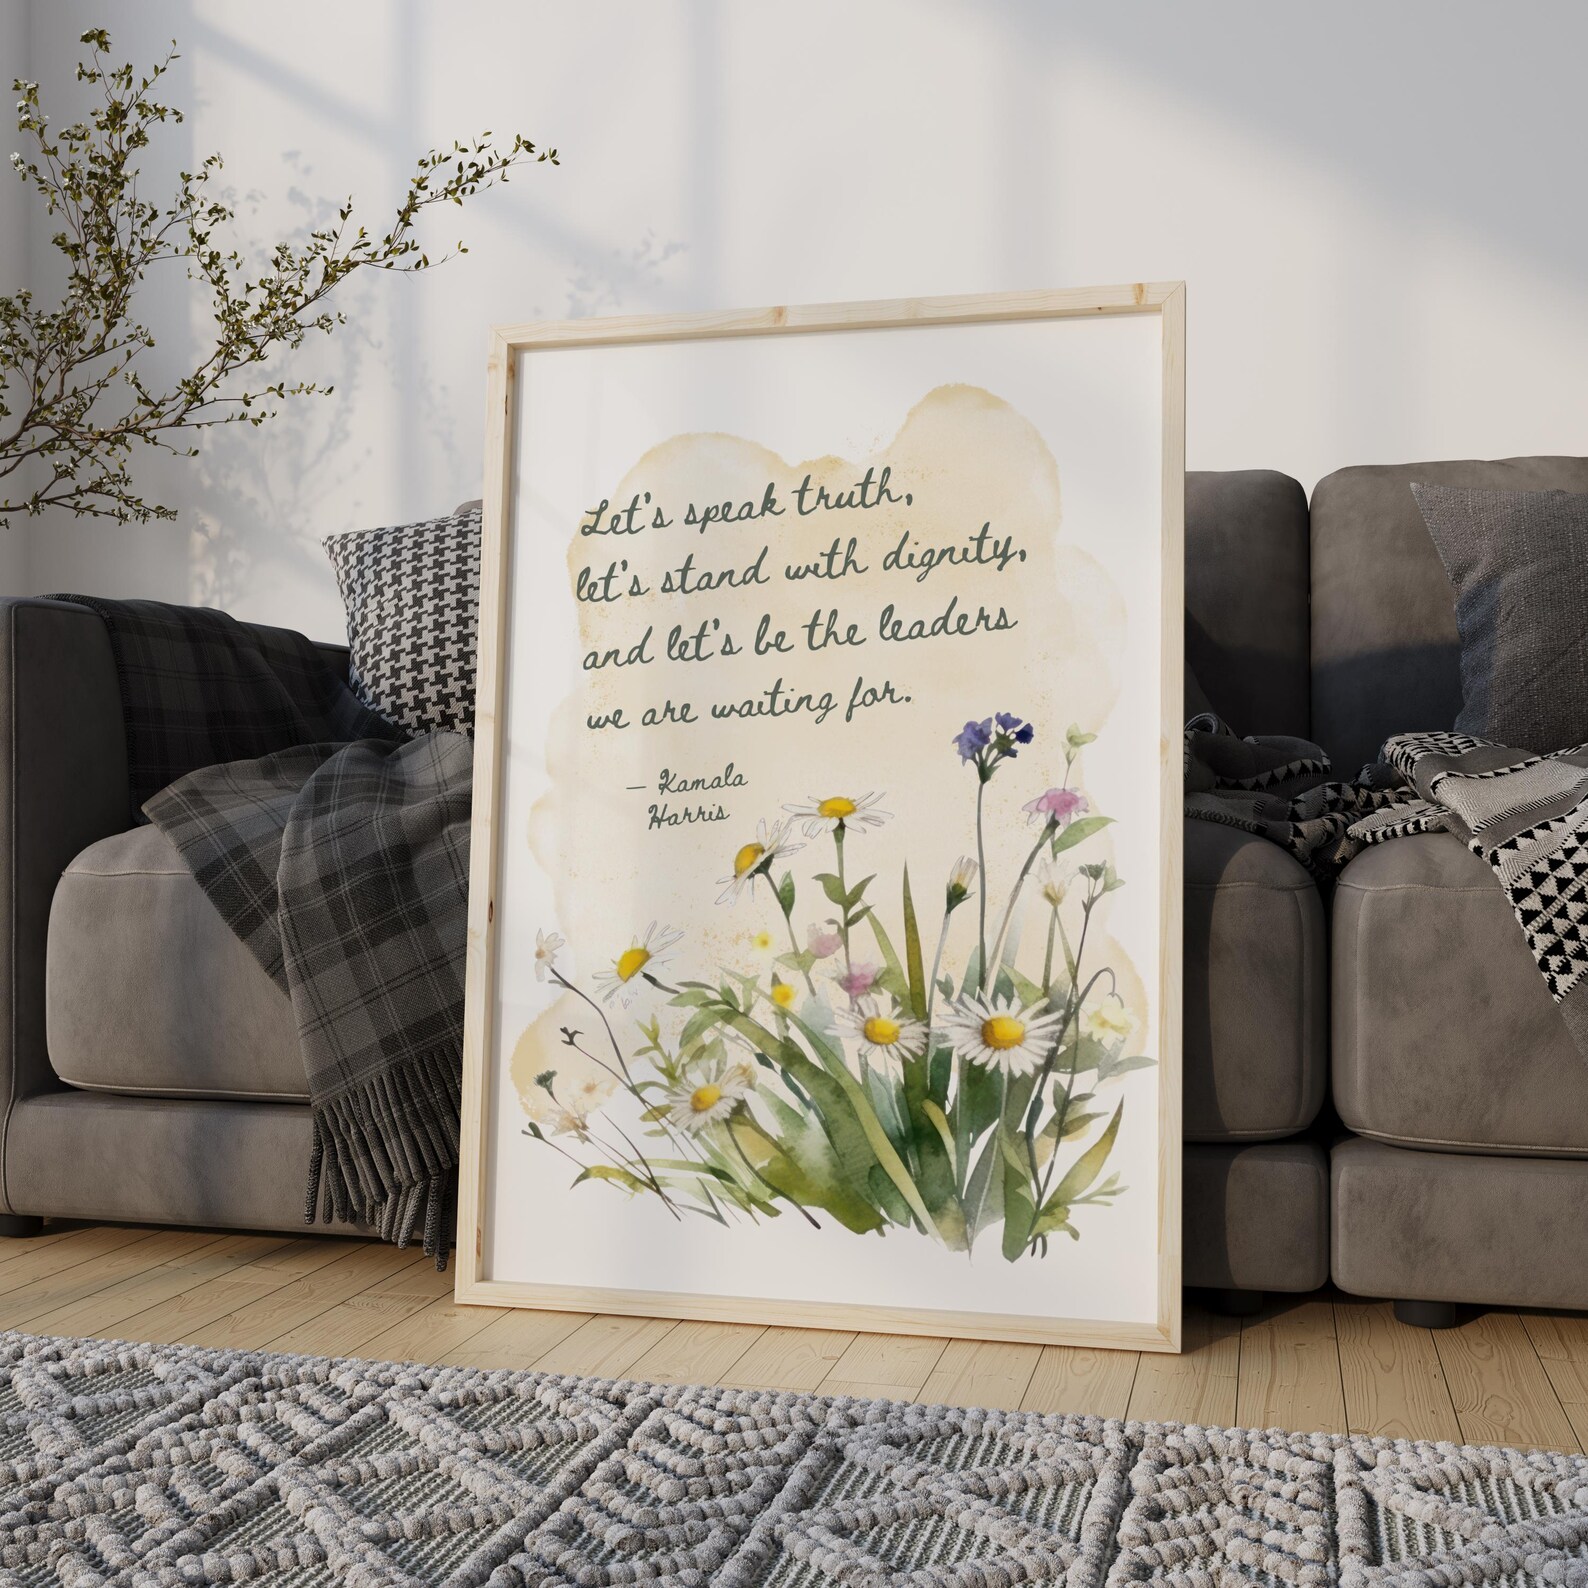 Let's speak truth,
let's stand with dignity,
and let's be the leaders
we are waiting for.
— Kamala
Harris